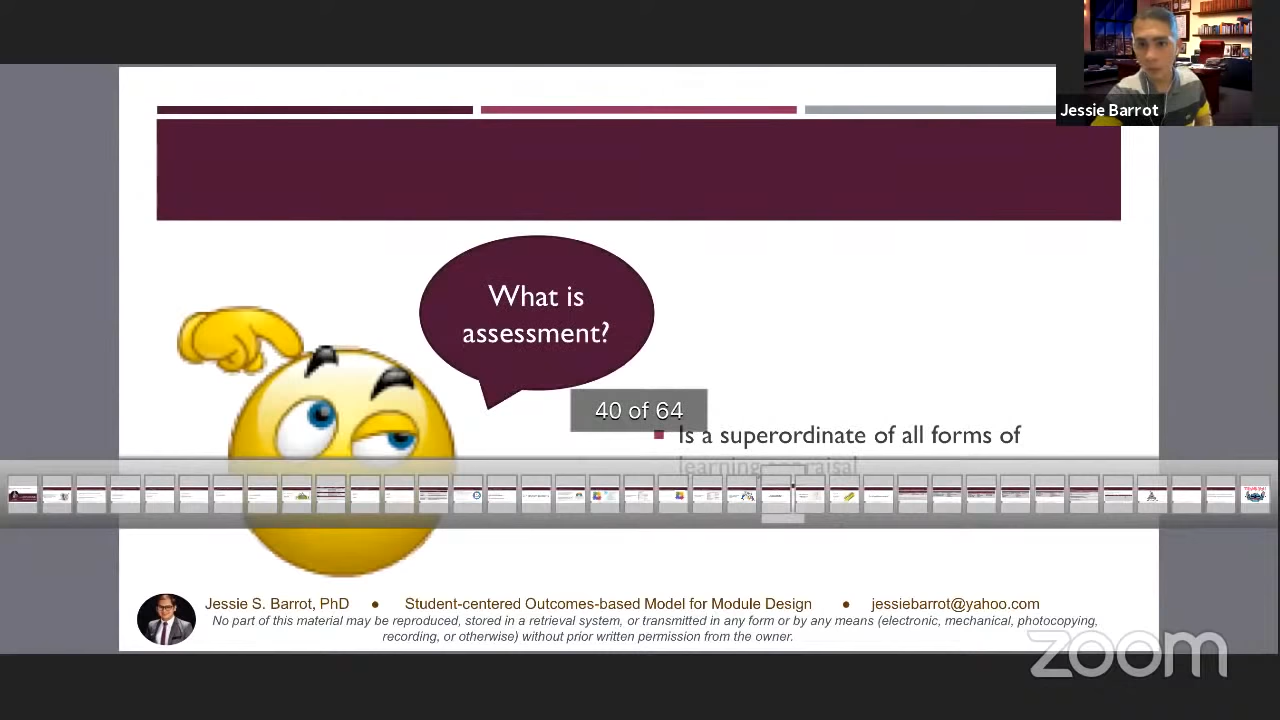 Jessie Barrot
What is
assessment?
40 of 64
Is a superordinate of all forms of
learning appraisal
Jessie S. Barrot, PhD ● Student-centered Outcomes-based Model for Module Design ● jessiebarrot@yahoo.com
No part of this material may be reproduced, stored in a retrieval system, or transmitted in any form or by any means (electronic, mechanical, photocopying,
recording, or otherwise) without prior written permission from the owner.
zoom